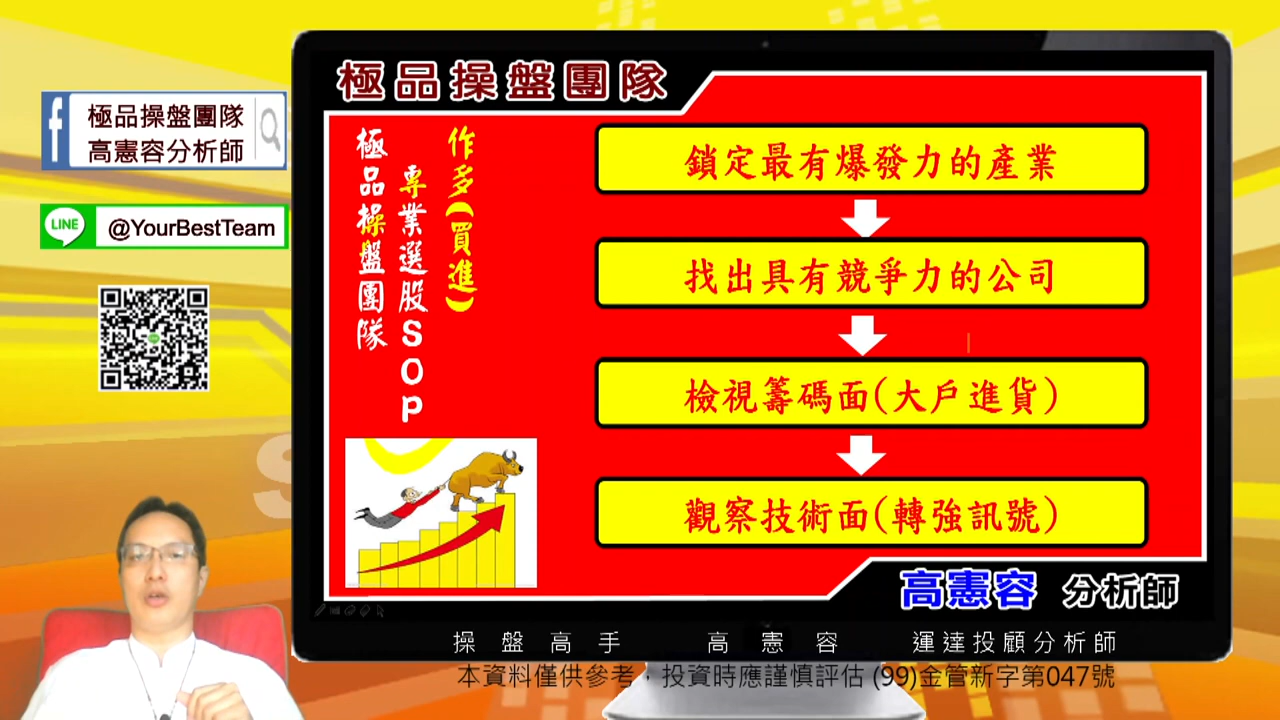 極品操盤團隊
高憲容分析師
LINE
@YourBestTeam
極品操盤團隊
作多(買進)
專業選股SOP
極品操盤團隊
鎖定最有爆發力的產業
找出具有競爭力的公司
檢視籌碼面(大戶進貨)
觀察技術面(轉強訊號)
高憲容 分析師
操盤高手 高憲容 運達投顧分析師
本資料僅供參考，投資時應謹慎評估 (99)金管新字第047號